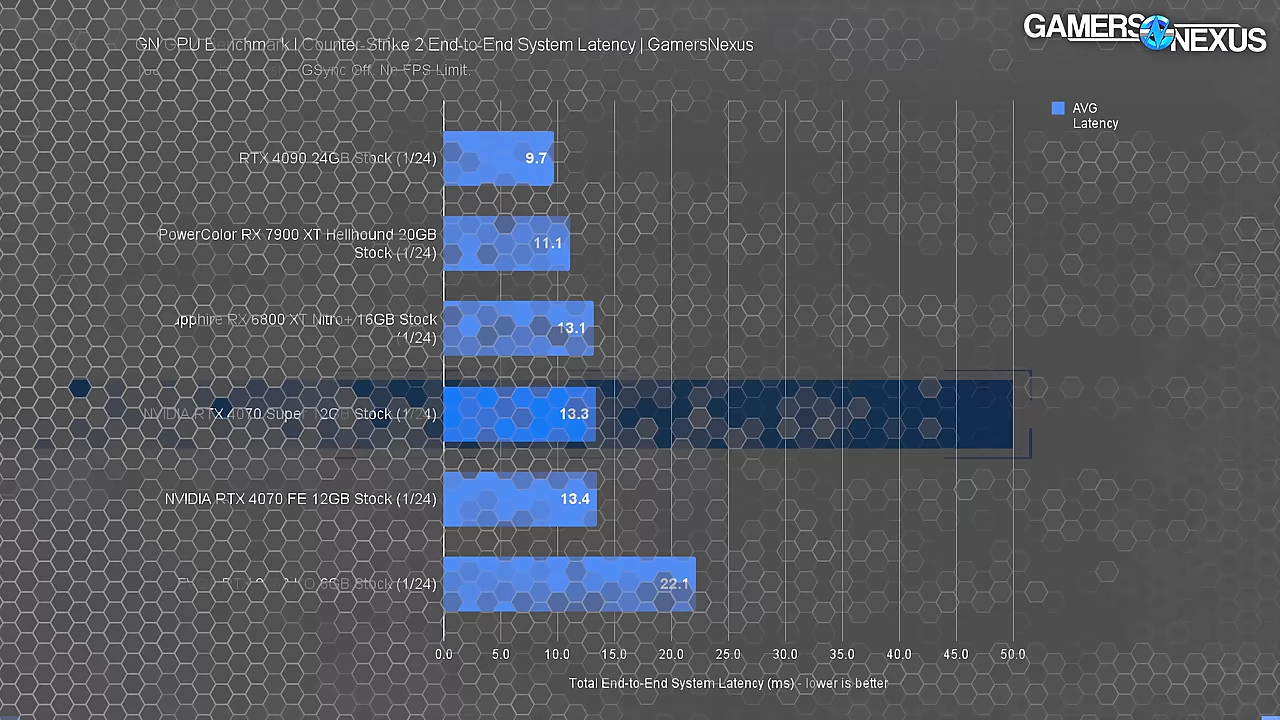 GAMERS NEXUS
GN GPU Benchmark | Counter-Strike 2 End-to-End System Latency | GamersNexus
GSync Off, No FPS Limit.
AVG
Latency
RTX 4090 24GB Stock (1/24)
9.7
PowerColor RX 7900 XT Hellhound 20GB
Stock (1/24)
11.1
pphire RX 6800 XT Nitro+ 16GB Stock
(1/24)
13.1
NVIDIA RTX 4070 Supe 12GB Stock (1/24)
13.3
NVIDIA RTX 4070 FE 12GB Stock (1/24)
13.4
6GB Stock (1/24)
22.1
0.0 5.0 10.0 15.0 20.0 25.0 30.0 35.0 40.0 45.0 50.0
Total End-to-End System Latency (ms) - lower is better